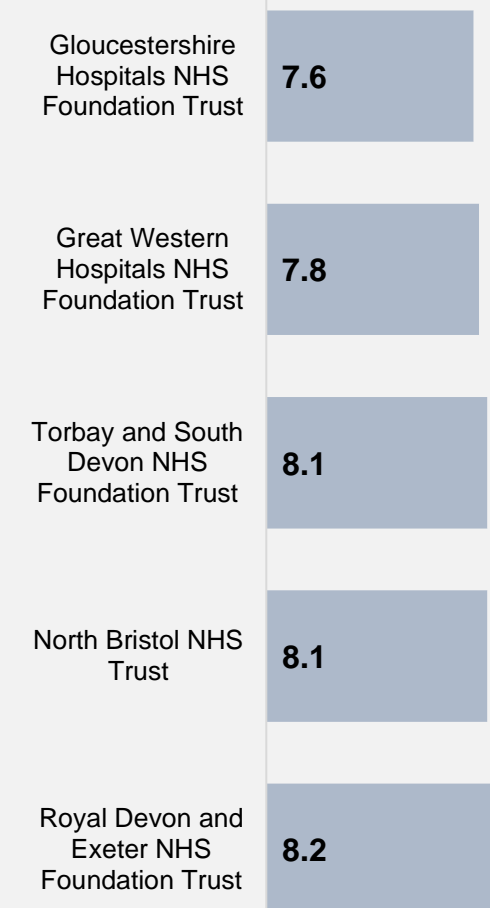 Gloucestershire
Hospitals NHS
Foundation Trust
7.6
Great Western
Hospitals NHS
Foundation Trust
7.8
Torbay and South
Devon NHS
Foundation Trust
8.1
North Bristol NHS
Trust
8.1
Royal Devon and
Exeter NHS
Foundation Trust
8.2